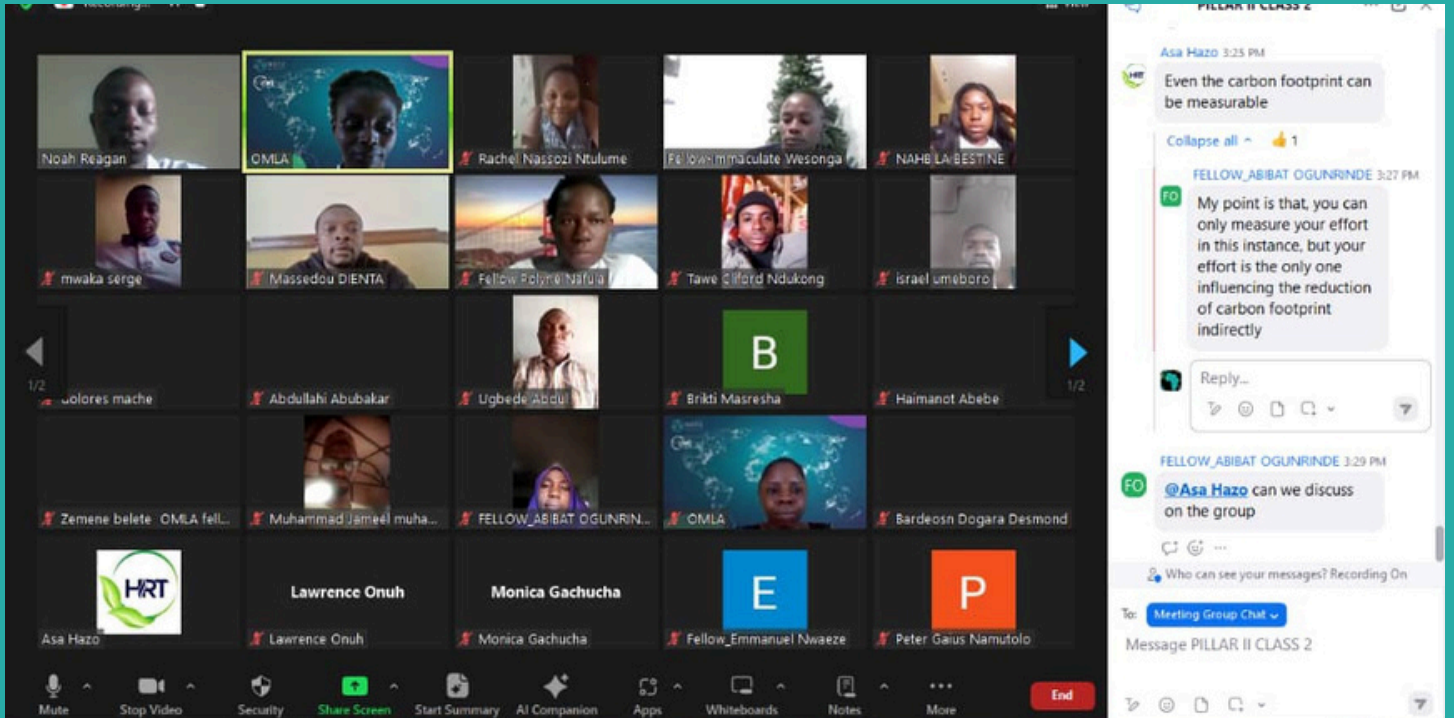 Recording...
View
Noah Reagan
OMLA
Rachel Nassozi Ntulume
Fellow-Immaculate Wesonga
NAHBILA BESTINE
mwaka serge
Massedou DIENTA
Fellow Rolyne Nafula
Tawe Cliford Ndukong
israel umeboro
1/2
dolores mache
Abdullahi Abubakar
Ugbede Abdul
B
Brikti Masresha
Haimanot Abebe
1/2
Zemene belete OMLA fell...
Muhammad Jameel muha...
FELLOW_ABIBAT OGUNRIN...
OMLA
Bardeosn Dogara Desmond
HRT
Asa Hazo
Lawrence Onuh
Lawrence Onuh
Monica Gachucha
Monica Gachucha
E
Fellow_Emmanuel Nwaeze
P
Peter Gaius Namutolo
Mute
Stop Video
Security
Share Screen
Start Summary
AI Companion
Apps
Whiteboards
Notes
More
End
PILLAR II CLASS 2
Asa Hazo 3:25 PM
HRT
Even the carbon footprint can
be measurable
Collapse all
👍 1
FELLOW_ABIBAT OGUNRINDE 3:27 PM
FO
My point is that, you can
only measure your effort
in this instance, but your
effort is the only one
influencing the reduction
of carbon footprint
indirectly
Reply...
FELLOW_ABIBAT OGUNRINDE 3:29 PM
FO
@Asa Hazo can we discuss
on the group
Who can see your messages? Recording On
To: Meeting Group Chat
Message PILLAR II CLASS 2